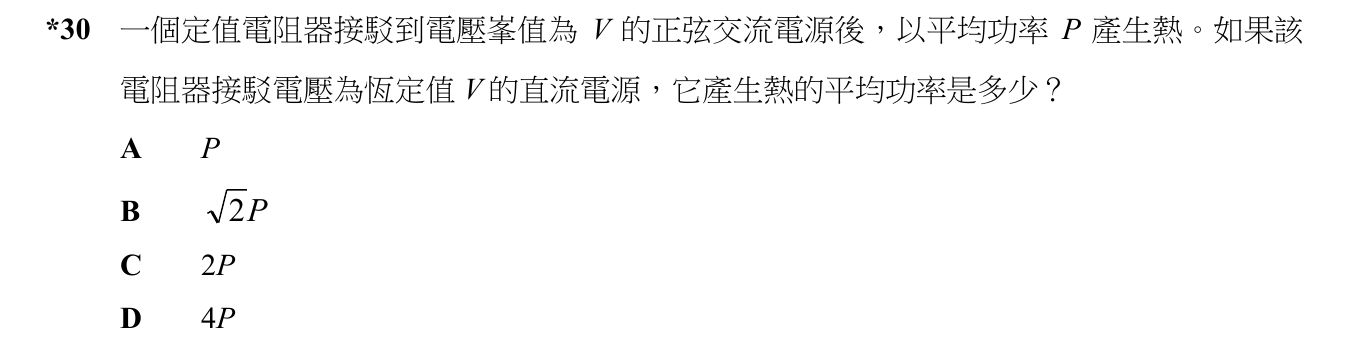 *30 一個定值電阻器接駁到電壓峯值為 V 的正弦交流電源後，以平均功率 P 產生熱。如果該
電阻器接駁電壓為恆定值 V 的直流電源，它產生熱的平均功率是多少？
A P
B √2P
C 2P
D 4P